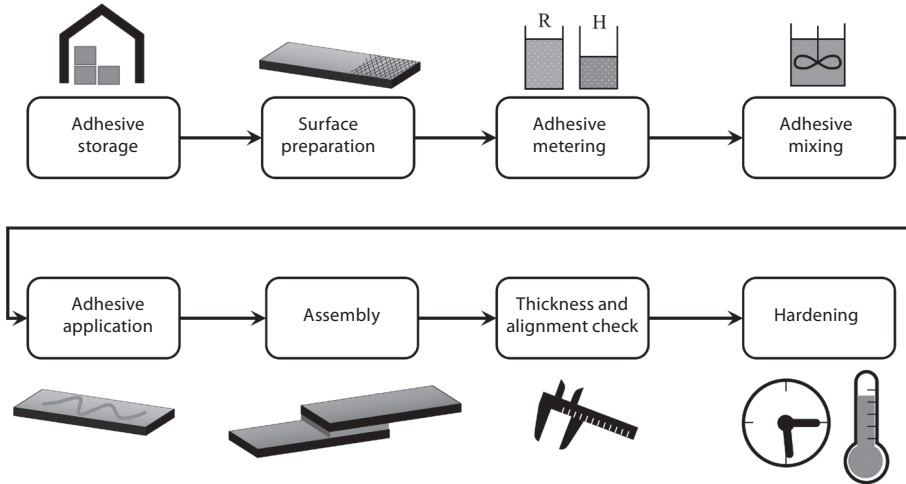 R H
Adhesive
storage
Surface
preparation
Adhesive
metering
Adhesive
mixing
Adhesive
application
Assembly
Thickness and
alignment check
Hardening